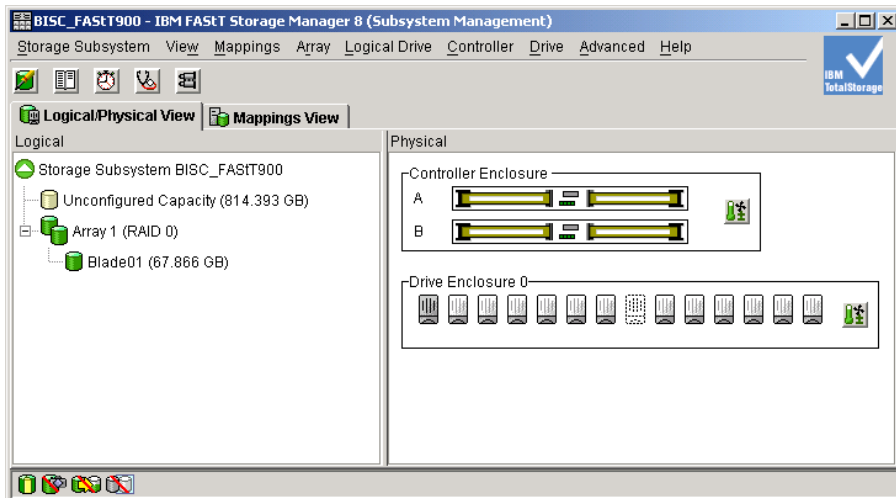 BISC_FAStT900 - IBM FAStT Storage Manager 8 (Subsystem Management)
Storage Subsystem View Mappings Array Logical Drive Controller Drive Advanced Help
IBM
TotalStorage
Logical/Physical View Mappings View
Logical
Storage Subsystem BISC_FAStT900
Unconfigured Capacity (814.393 GB)
Array 1 (RAID 0)
Blade01 (67.866 GB)
Physical
Controller Enclosure
A
B
Drive Enclosure 0